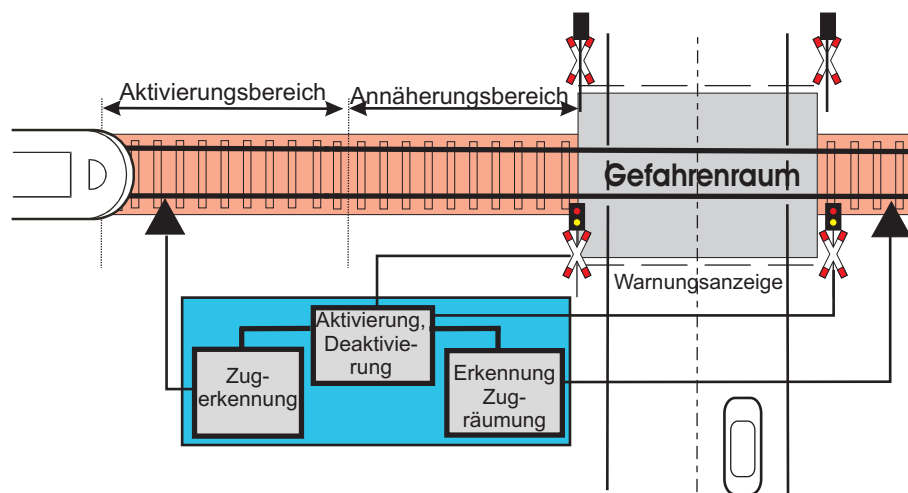 Aktivierungsbereich
Annäherungsbereich
Gefahrenraum
Warnungsanzeige
Aktivierung,
Deaktivie-
rung
Zug-
erkennung
Erkennung
Zug-
räumung